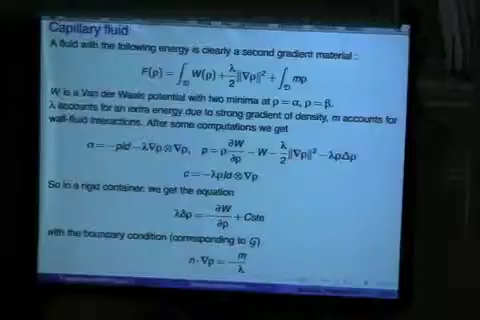 Capillary fluid
A fluid with the following energy is clearly a second gradient material :
F(ρ) = ∫_𝒟 W(ρ) + λ/2 ‖∇ρ‖² + ∫_𝒟 mρ
W is a Van der Waals potential with two minima at ρ = α, ρ = β.
λ accounts for an extra energy due to strong gradient of density, m accounts for
wall-fluid interactions. After some computations we get
σ = −pId − λ∇ρ ⊗ ∇ρ, p = ρ ∂W/∂ρ − W − λ/2 ‖∇ρ‖² − λρΔρ
c = −λρId ⊗ ∇ρ
So in a rigid container, we get the equation
λΔρ = ∂W/∂ρ + Cste
with the boundary condition (corresponding to 𝒢)
n · ∇ρ = −m/λ